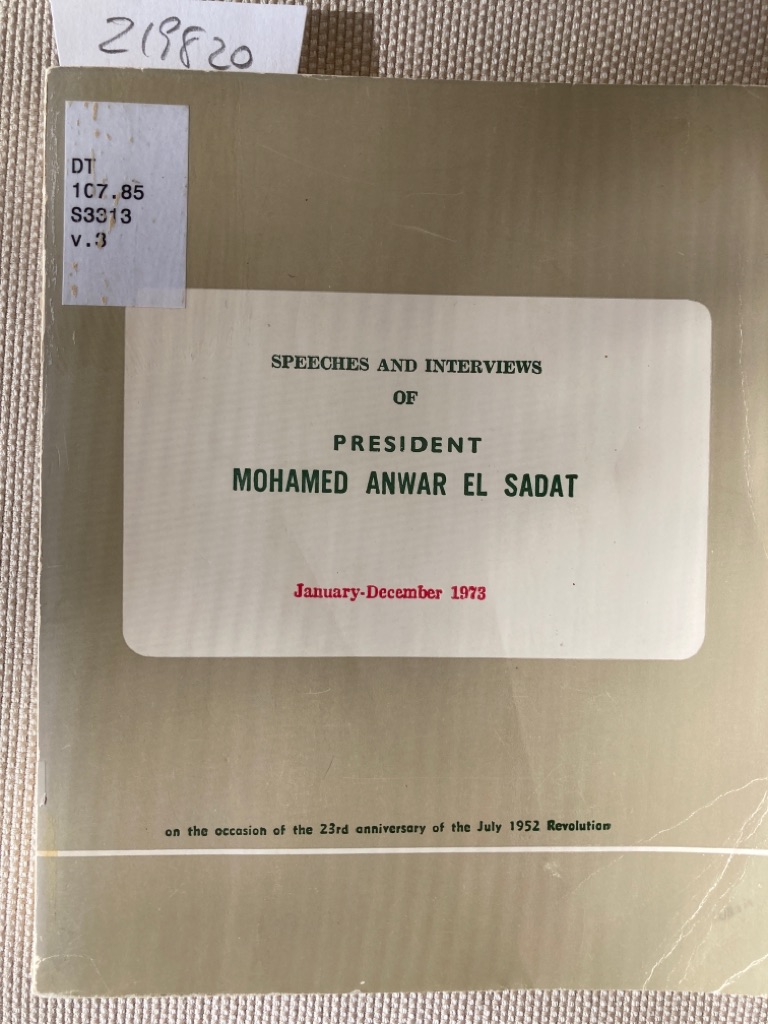 219820
DT
107.85
S3313
v.3
SPEECHES AND INTERVIEWS
OF
PRESIDENT
MOHAMED ANWAR EL SADAT
January-December 1973
on the occasion of the 23rd anniversary of the July 1952 Revolution